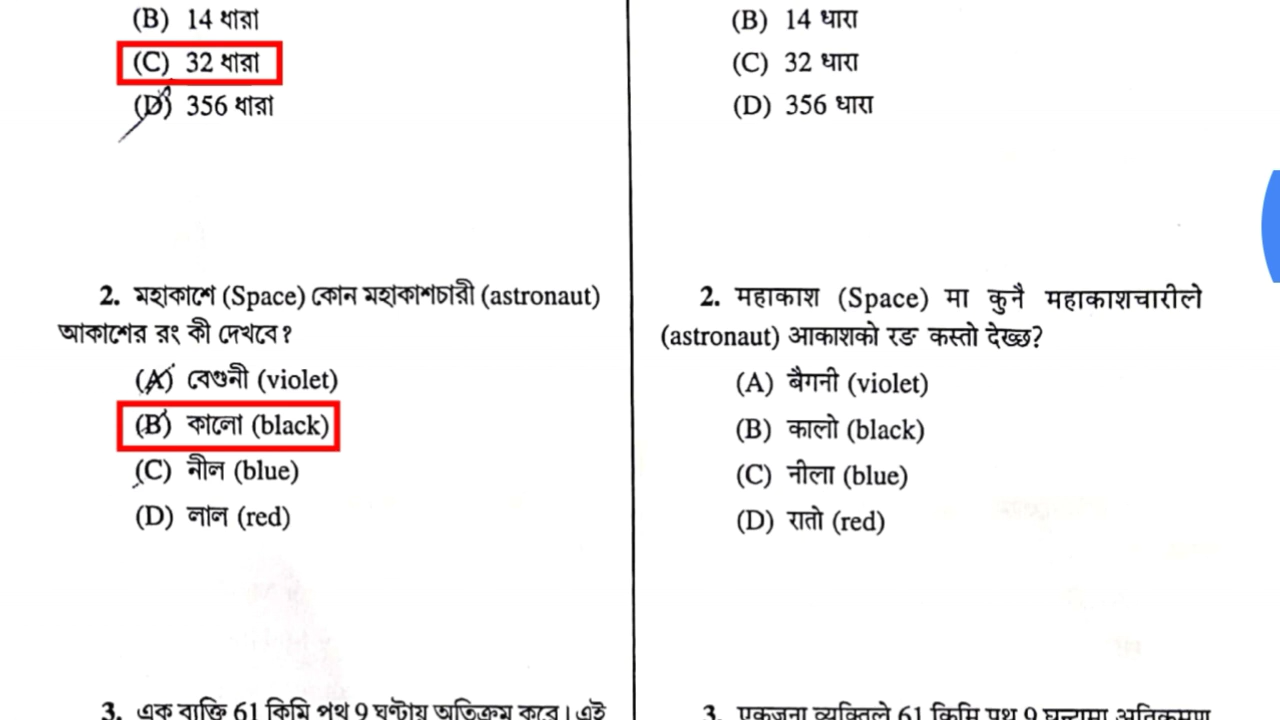 (B) 14 ধারা
(C) 32 ধারা
(D) 356 ধারা
2. মহাকাশে (Space) কোন মহাকাশচারী (astronaut)
আকাশের রং কী দেখবে?
(A) বেগুনী (violet)
(B) কালো (black)
(C) নীল (blue)
(D) লাল (red)
3. এক ব্যক্তি 61 কিমি পথ 9 ঘণ্টায় অতিক্রম করে। এই
(B) 14 धारा
(C) 32 धारा
(D) 356 धारा
2. महाकाश (Space) मा कुनै महाकाशचारीले
(astronaut) आकाशको रङ कस्तो देख्छ?
(A) बैगनी (violet)
(B) कालो (black)
(C) नीला (blue)
(D) रातो (red)
3. एकजना व्यक्तिले 61 किमि पथ 9 घन्टामा अतिक्रमण